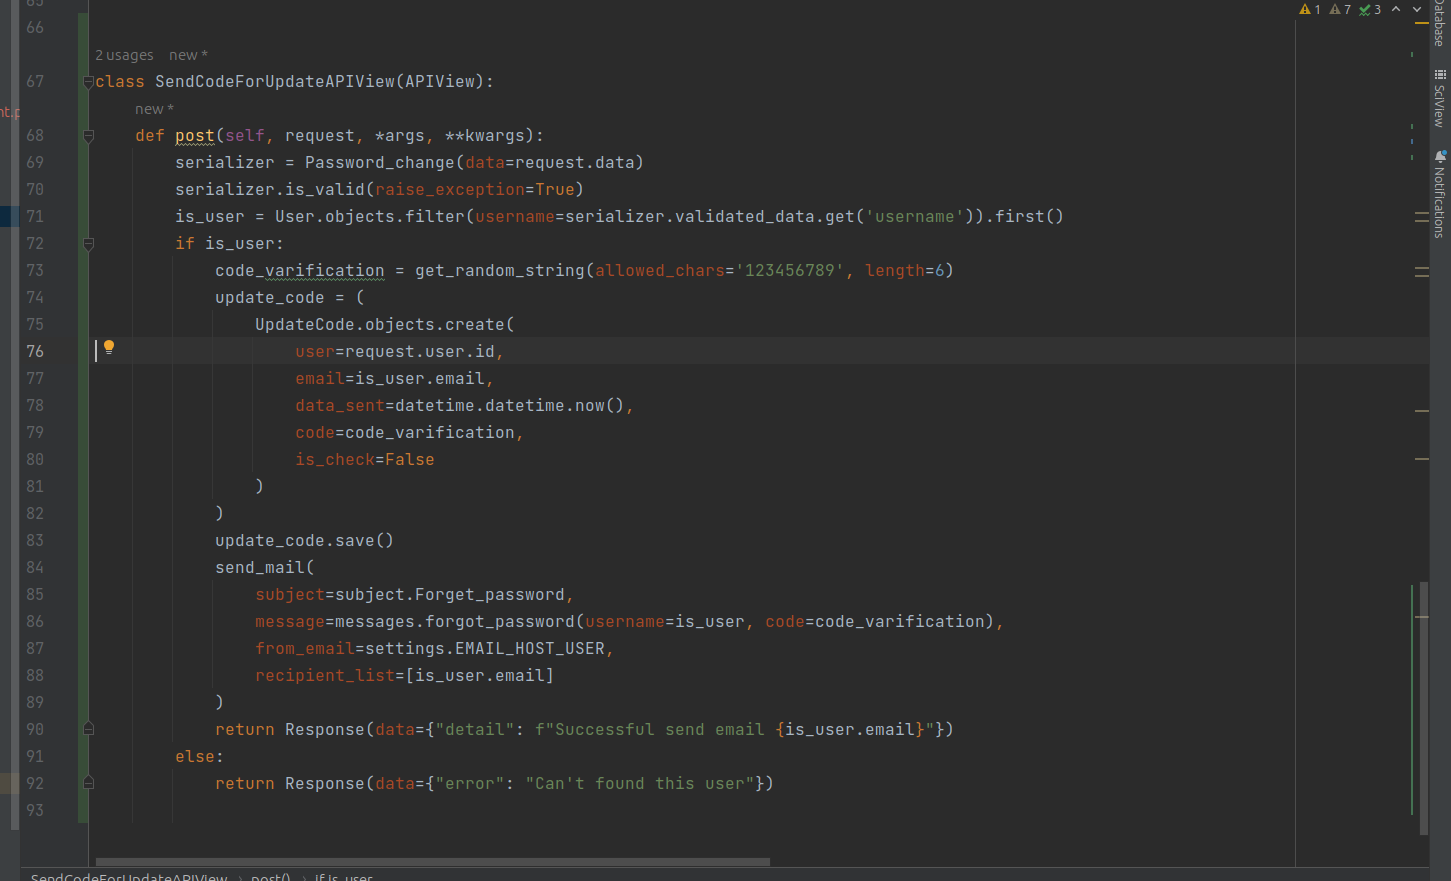 65
1 7 3
66
2 usages new *
67 class SendCodeForUpdateAPIView(APIView):
new *
68 def post(self, request, *args, **kwargs):
69 serializer = Password_change(data=request.data)
70 serializer.is_valid(raise_exception=True)
71 is_user = User.objects.filter(username=serializer.validated_data.get('username')).first()
72 if is_user:
73 code_varification = get_random_string(allowed_chars='123456789', length=6)
74 update_code = (
75 UpdateCode.objects.create(
76 user=request.user.id,
77 email=is_user.email,
78 data_sent=datetime.datetime.now(),
79 code=code_varification,
80 is_check=False
81 )
82 )
83 update_code.save()
84 send_mail(
85 subject=subject.Forget_password,
86 message=messages.forgot_password(username=is_user, code=code_varification),
87 from_email=settings.EMAIL_HOST_USER,
88 recipient_list=[is_user.email]
89 )
90 return Response(data={"detail": f"Successful send email {is_user.email}"})
91 else:
92 return Response(data={"error": "Can't found this user"})
93
SendCodeForUpdateAPIView › post() › if is_user
nt.p
Database
SciView
Notifications